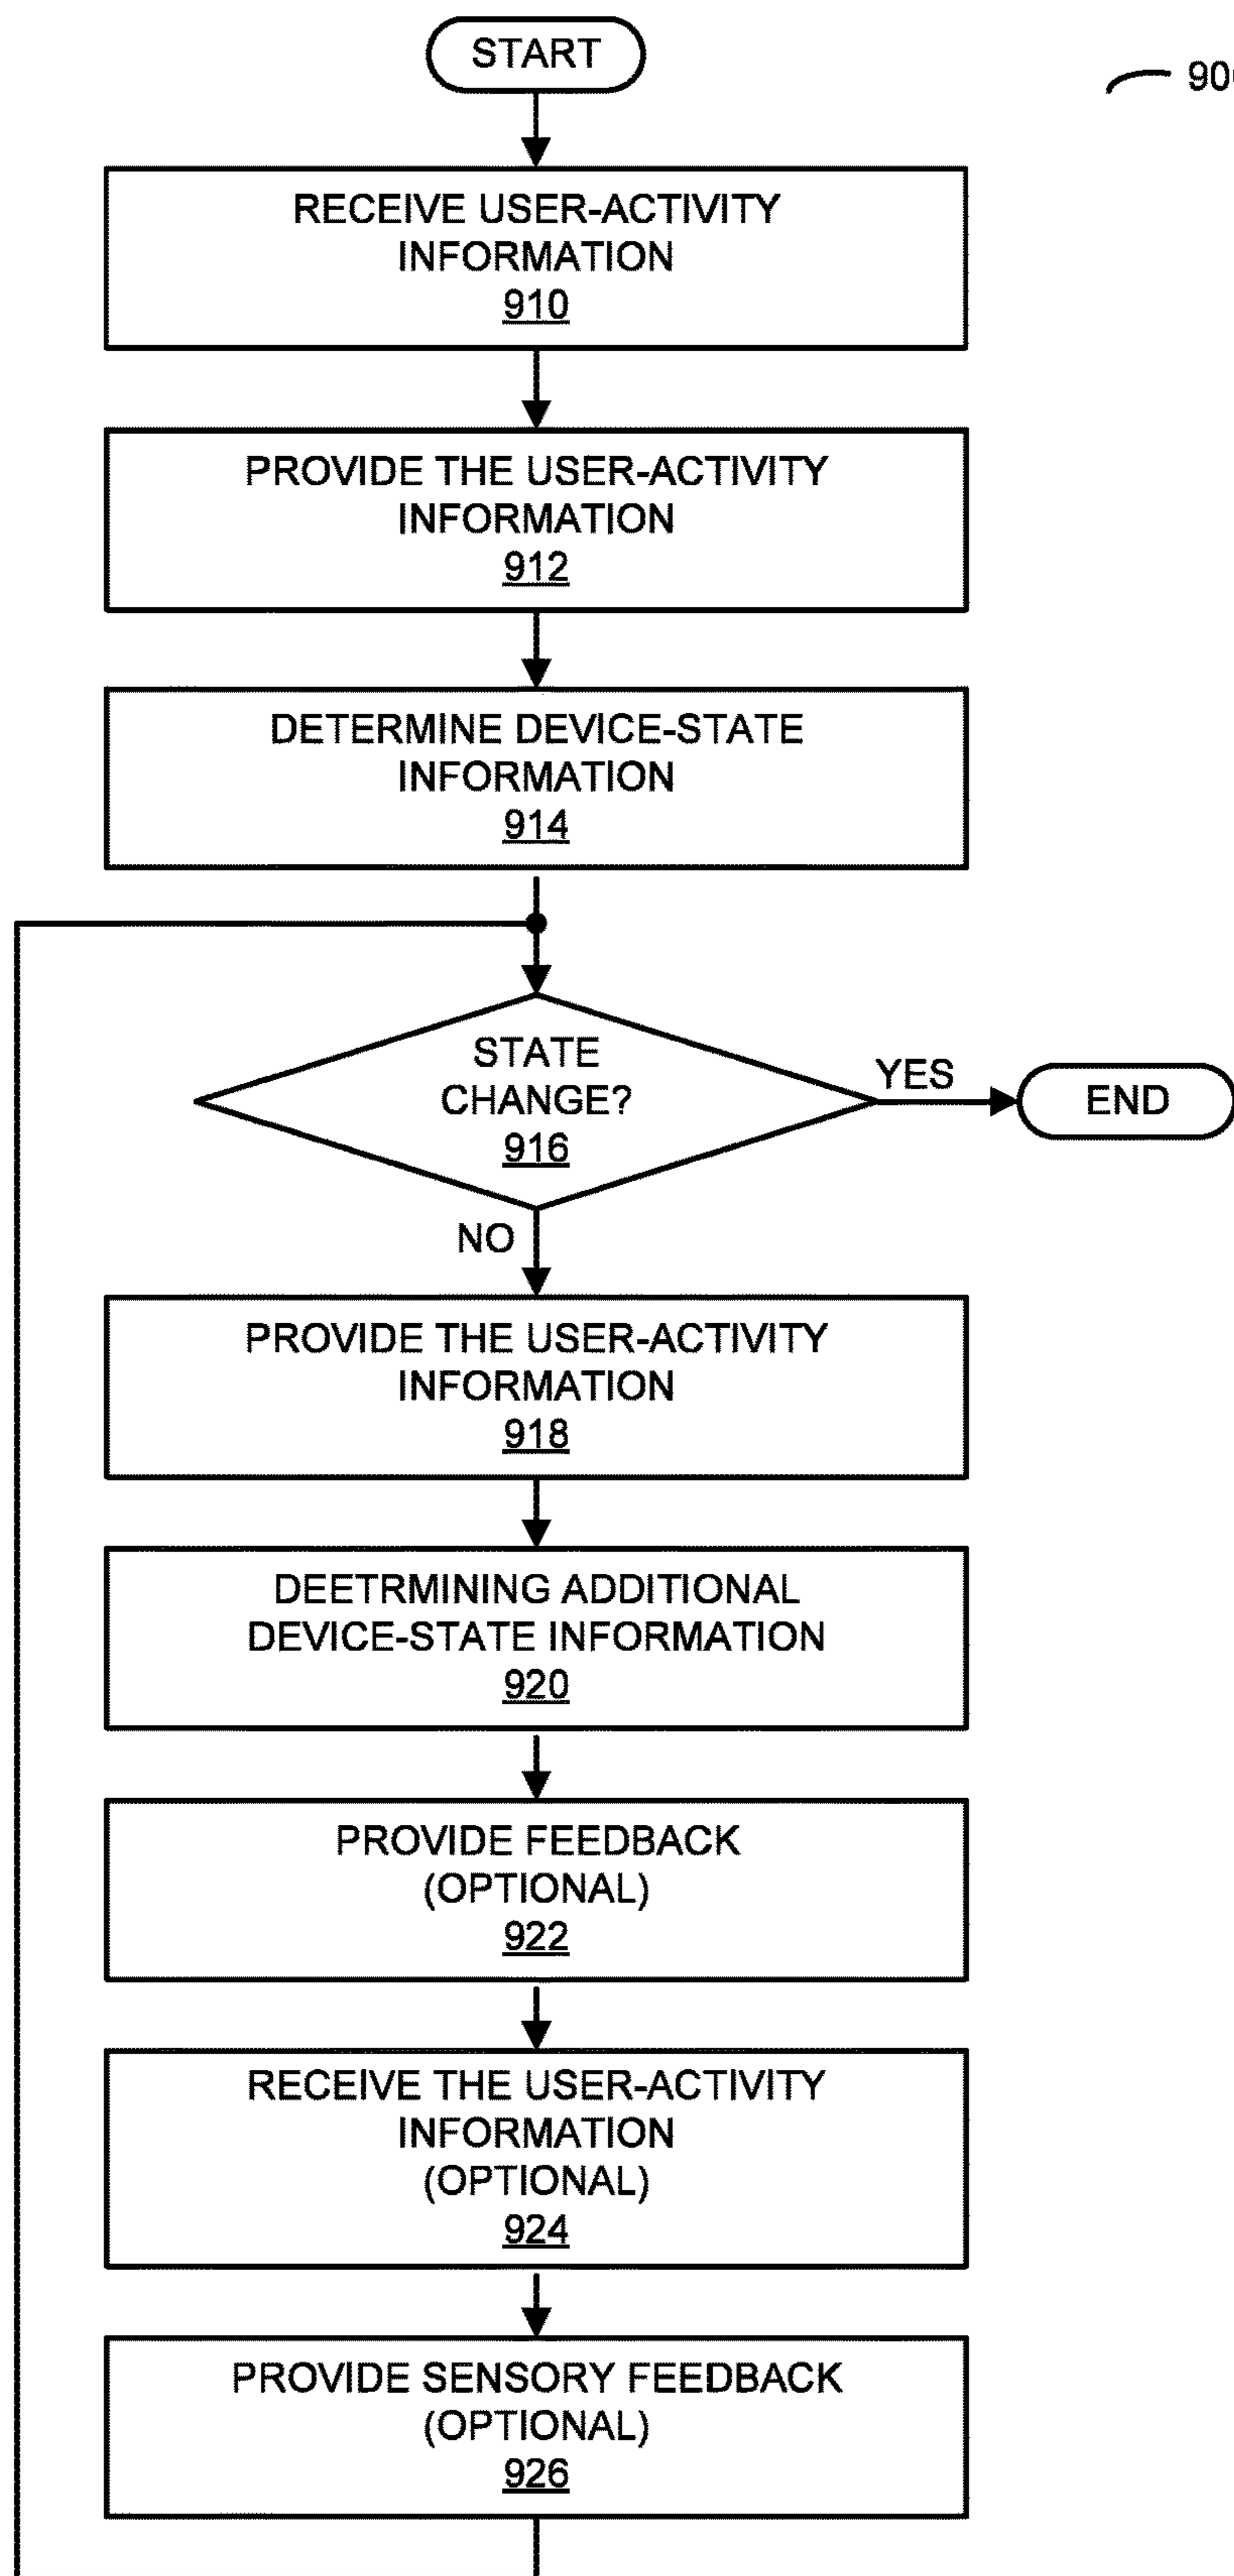 START
RECEIVE USER-ACTIVITY
INFORMATION
910
PROVIDE THE USER-ACTIVITY
INFORMATION
912
DETERMINE DEVICE-STATE
INFORMATION
914
STATE
CHANGE?
916
YES
END
NO
PROVIDE THE USER-ACTIVITY
INFORMATION
918
DEETRMINING ADDITIONAL
DEVICE-STATE INFORMATION
920
PROVIDE FEEDBACK
(OPTIONAL)
922
RECEIVE THE USER-ACTIVITY
INFORMATION
(OPTIONAL)
924
PROVIDE SENSORY FEEDBACK
(OPTIONAL)
926